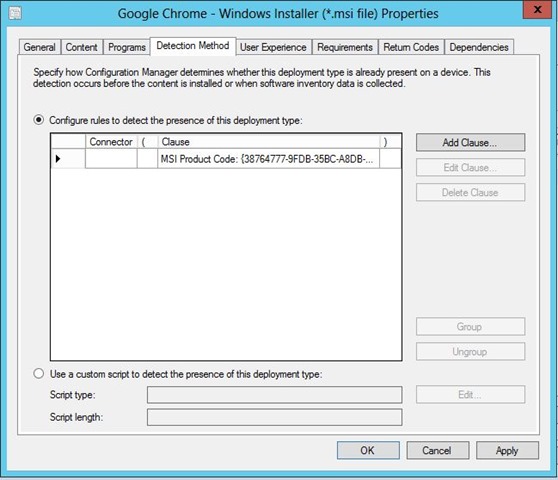 Google Chrome - Windows Installer (*.msi file) Properties
x
General Content Programs Detection Method User Experience Requirements Return Codes Dependencies
Specify how Configuration Manager determines whether this deployment type is already present on a device. This
detection occurs before the content is installed or when software inventory data is collected.
Configure rules to detect the presence of this deployment type:
Connector ( Clause )
MSI Product Code: {38764777-9FDB-35BC-A8DB-...
Add Clause...
Edit Clause...
Delete Clause
Group
Ungroup
Use a custom script to detect the presence of this deployment type:
Script type:
Edit...
Script length:
OK Cancel Apply